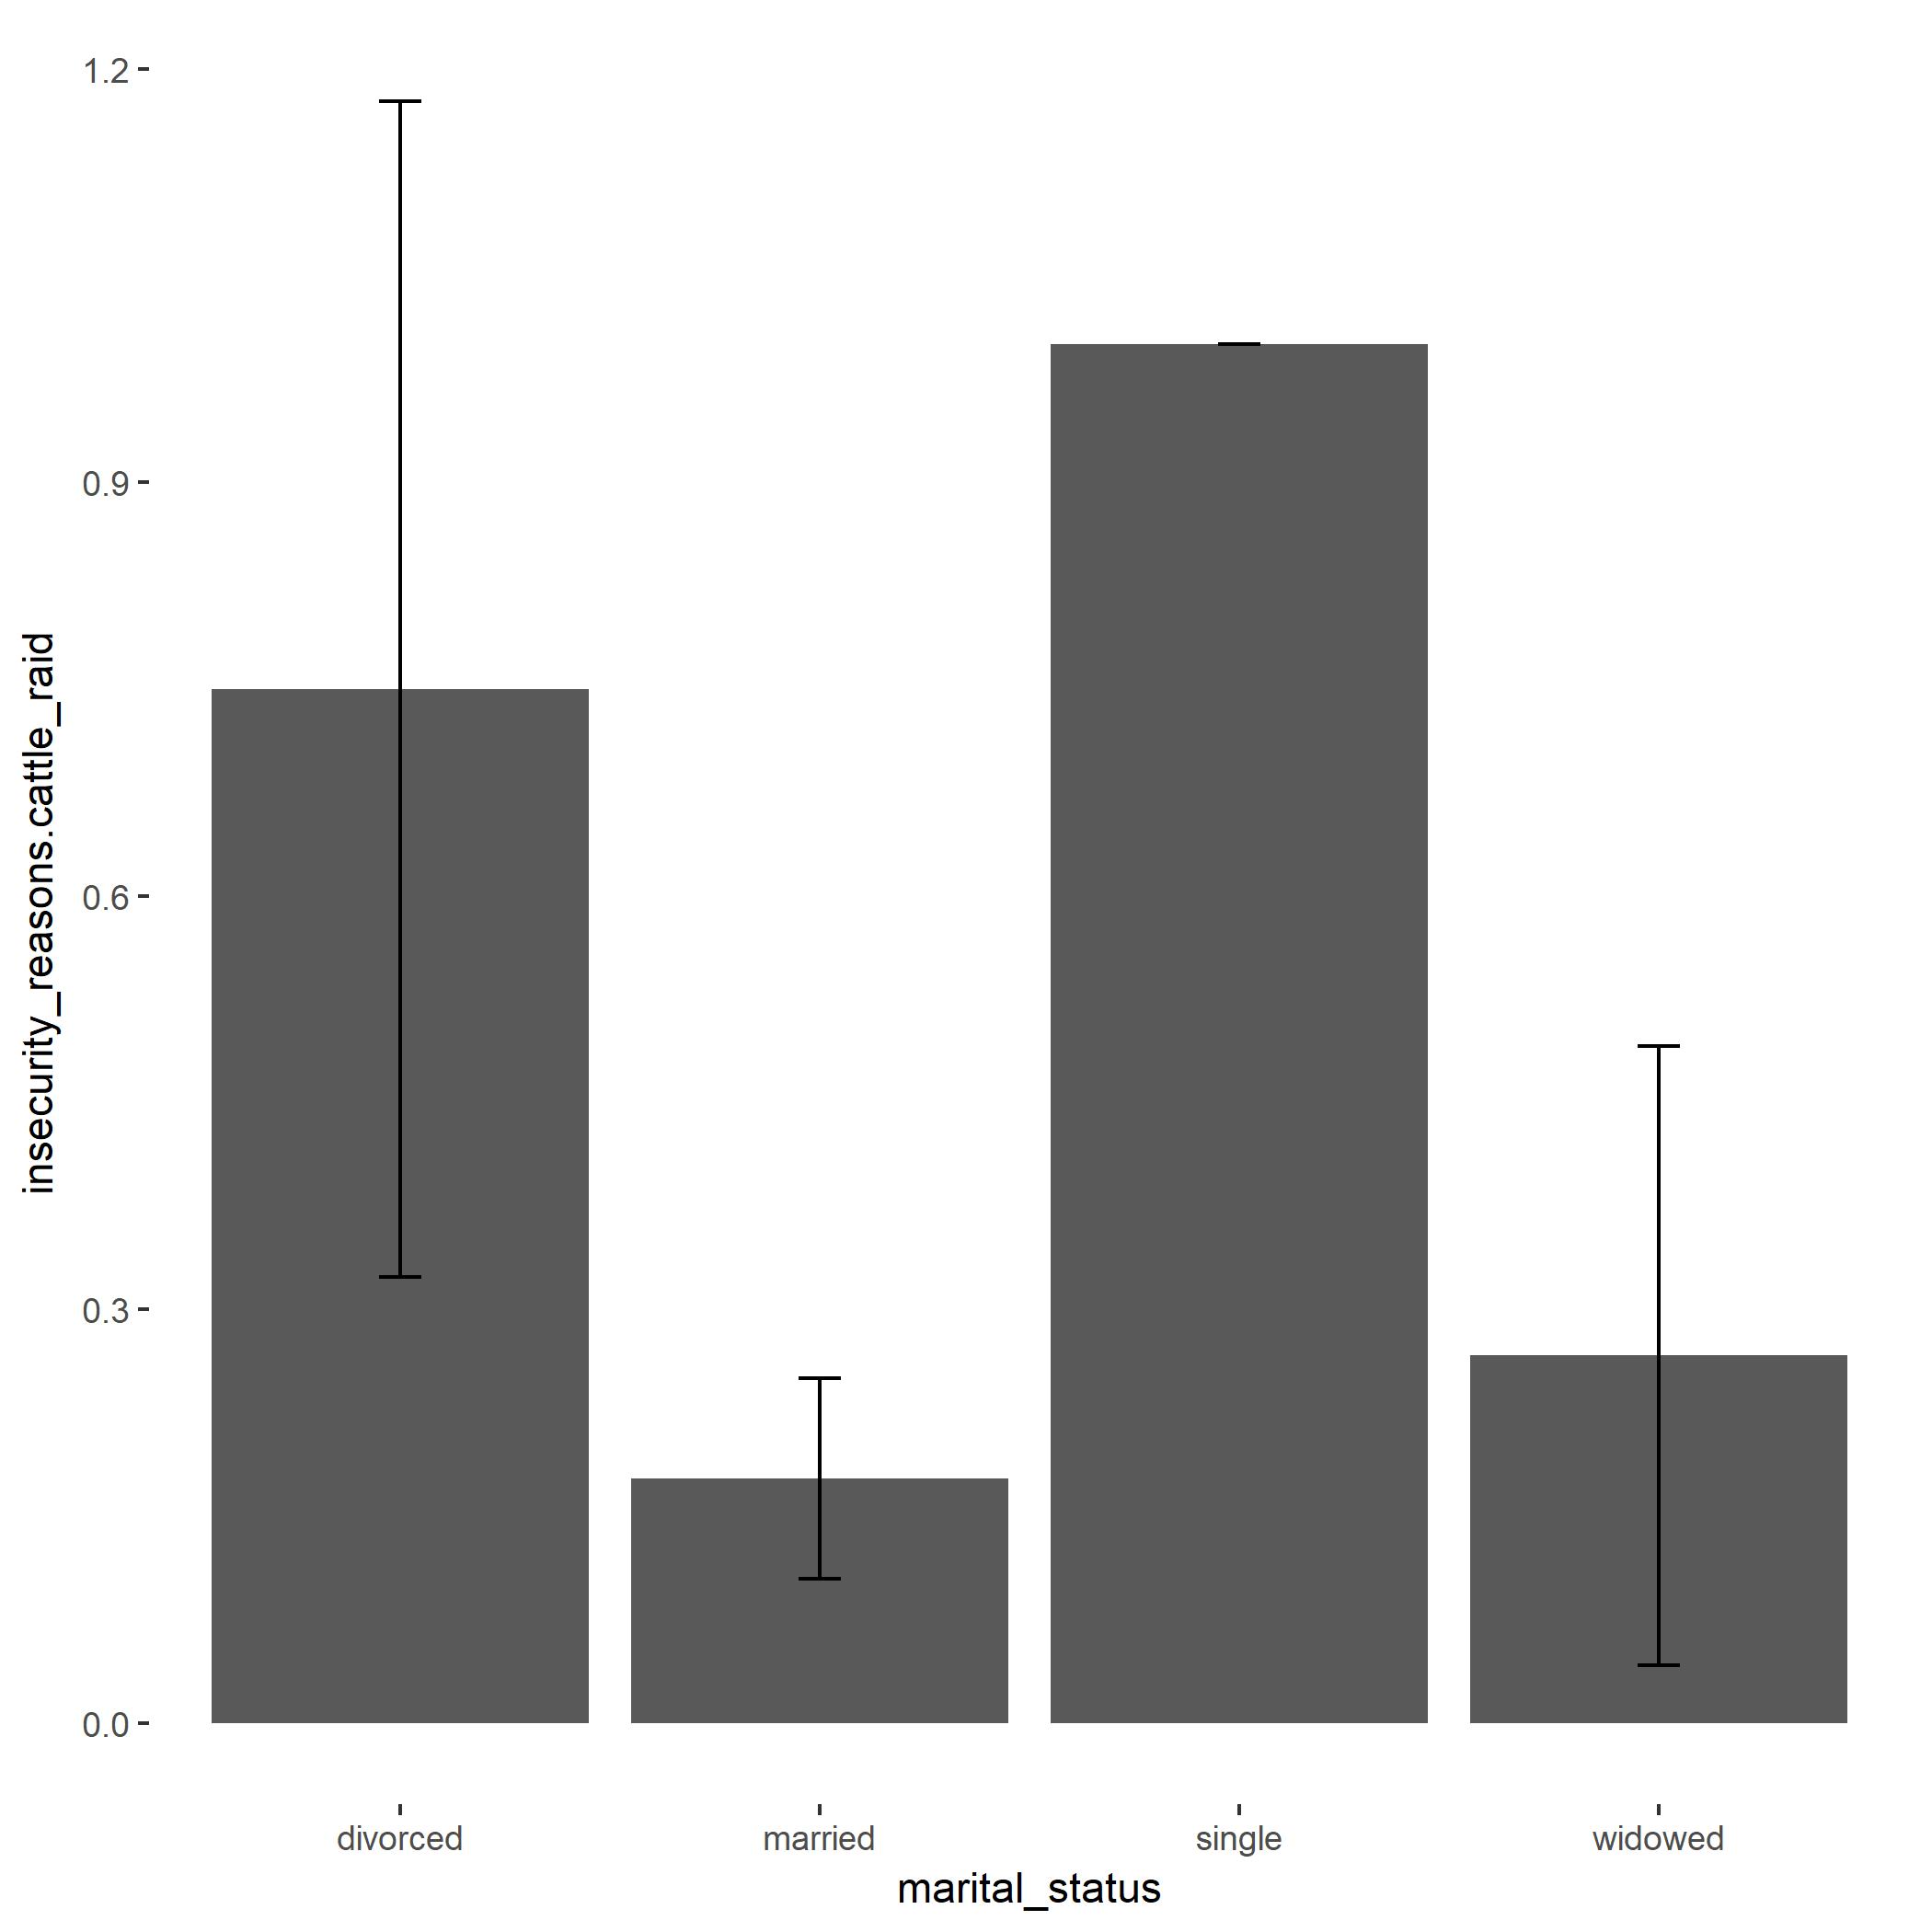 1.2
0.9
0.6
0.3
0.0
insecurity_reasons.cattle_raid
divorced married single widowed
marital_status